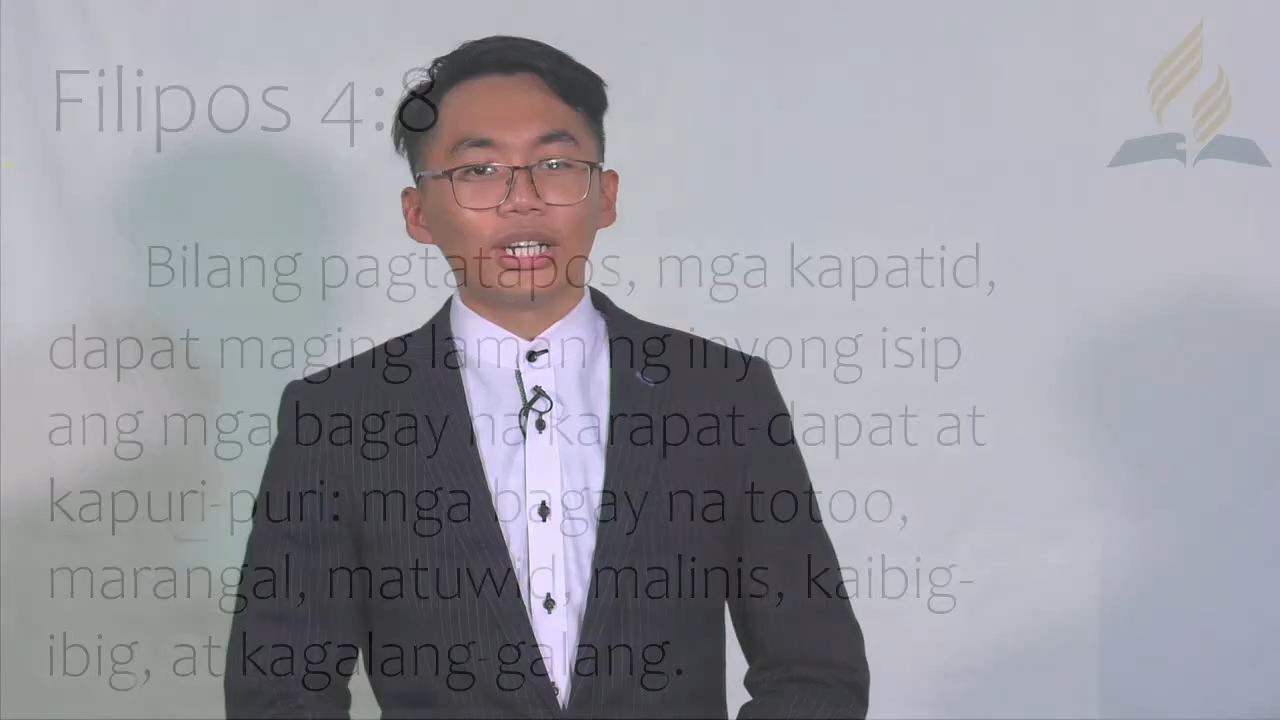 Filipos 4:8
Bilang pagtatapos, mga kapatid,
dapat maging laman ng inyong isip
ang mga bagay na karapat-dapat at
kapuri-puri: mga bagay na totoo,
marangal, matuwid, malinis, kaibig-
ibig, at kagalang-galang.